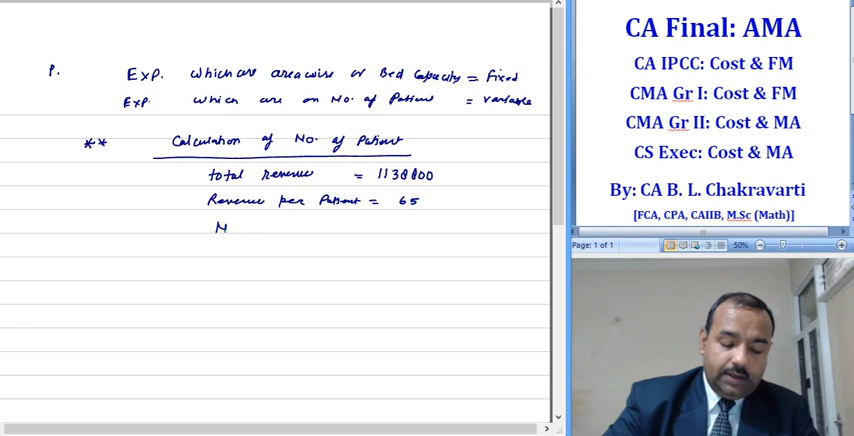 P. EXP. which are areawise or Bed Capacity = Fixed
EXP. which are on No. of Patient = Variable
** Calculation of No. of Patient
total revenue = 1138800
Revenue per Patient = 65
N
CA Final: AMA
CA IPCC: Cost & FM
CMA Gr I: Cost & FM
CMA Gr II: Cost & MA
CS Exec: Cost & MA
By: CA B. L. Chakravarti
[FCA, CPA, CAIIB, M.Sc (Math)]
Page: 1 of 1
50%